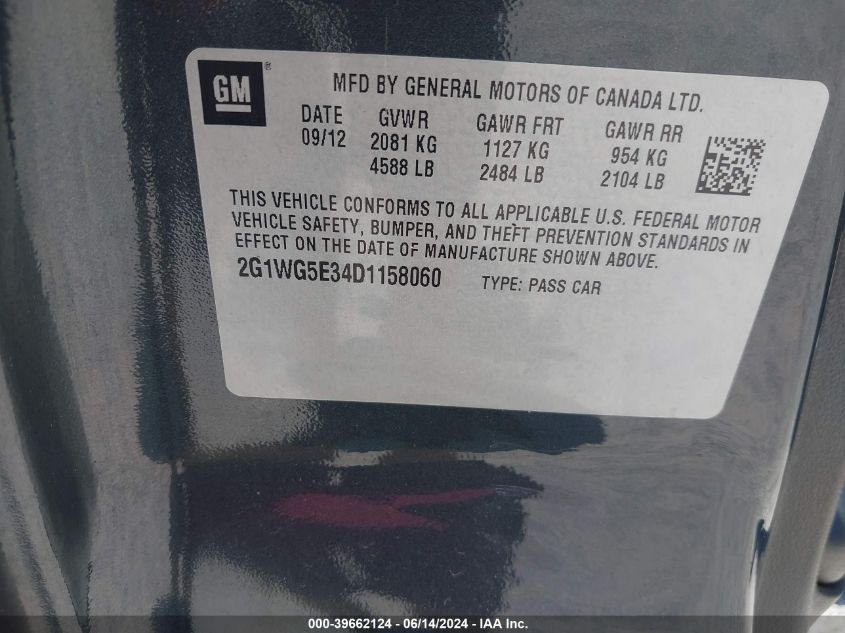 GM ®
MFD BY GENERAL MOTORS OF CANADA LTD.
DATE GVWR GAWR FRT GAWR RR
09/12 2081 KG 1127 KG 954 KG
4588 LB 2484 LB 2104 LB
THIS VEHICLE CONFORMS TO ALL APPLICABLE U.S. FEDERAL MOTOR
VEHICLE SAFETY, BUMPER, AND THEFT PREVENTION STANDARDS IN
EFFECT ON THE DATE OF MANUFACTURE SHOWN ABOVE.
2G1WG5E34D1158060 TYPE: PASS CAR
000-39662124 - 06/14/2024 - IAA Inc.